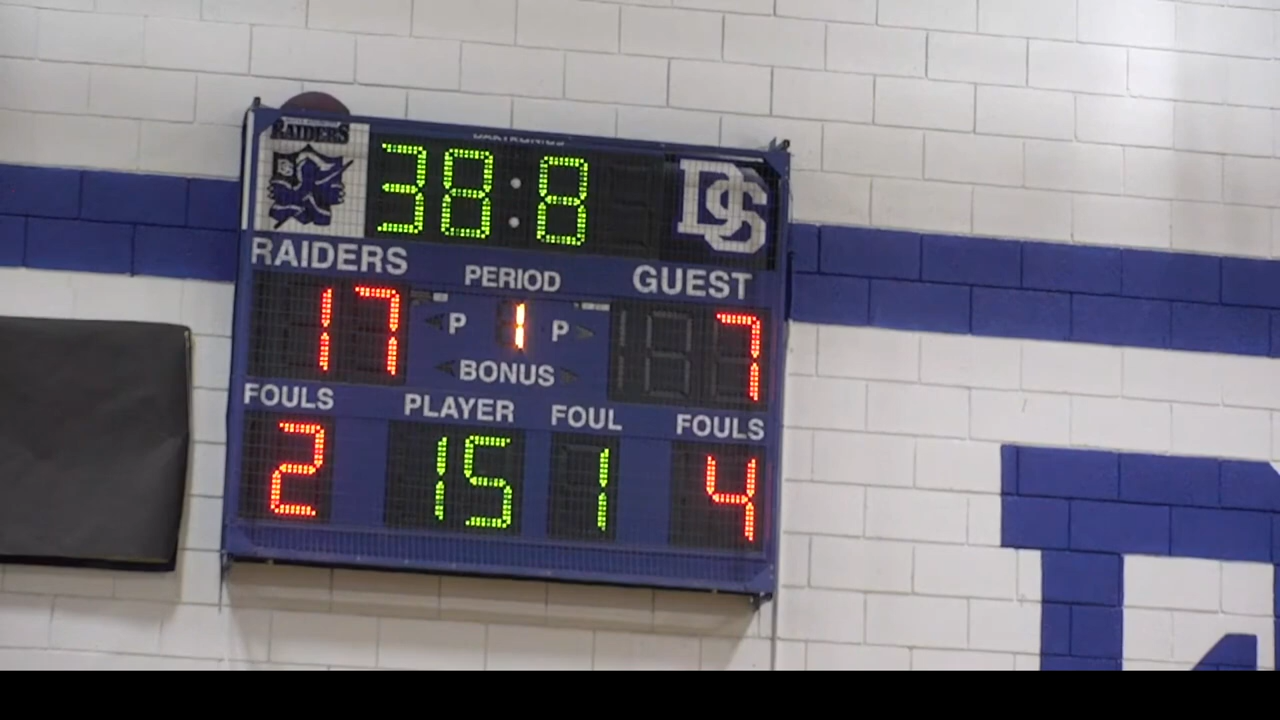 RAIDERS
38:8
DS
RAIDERS
PERIOD
GUEST
17
P
1
P
7
BONUS
FOULS
PLAYER
FOUL
FOULS
2
15
1
4